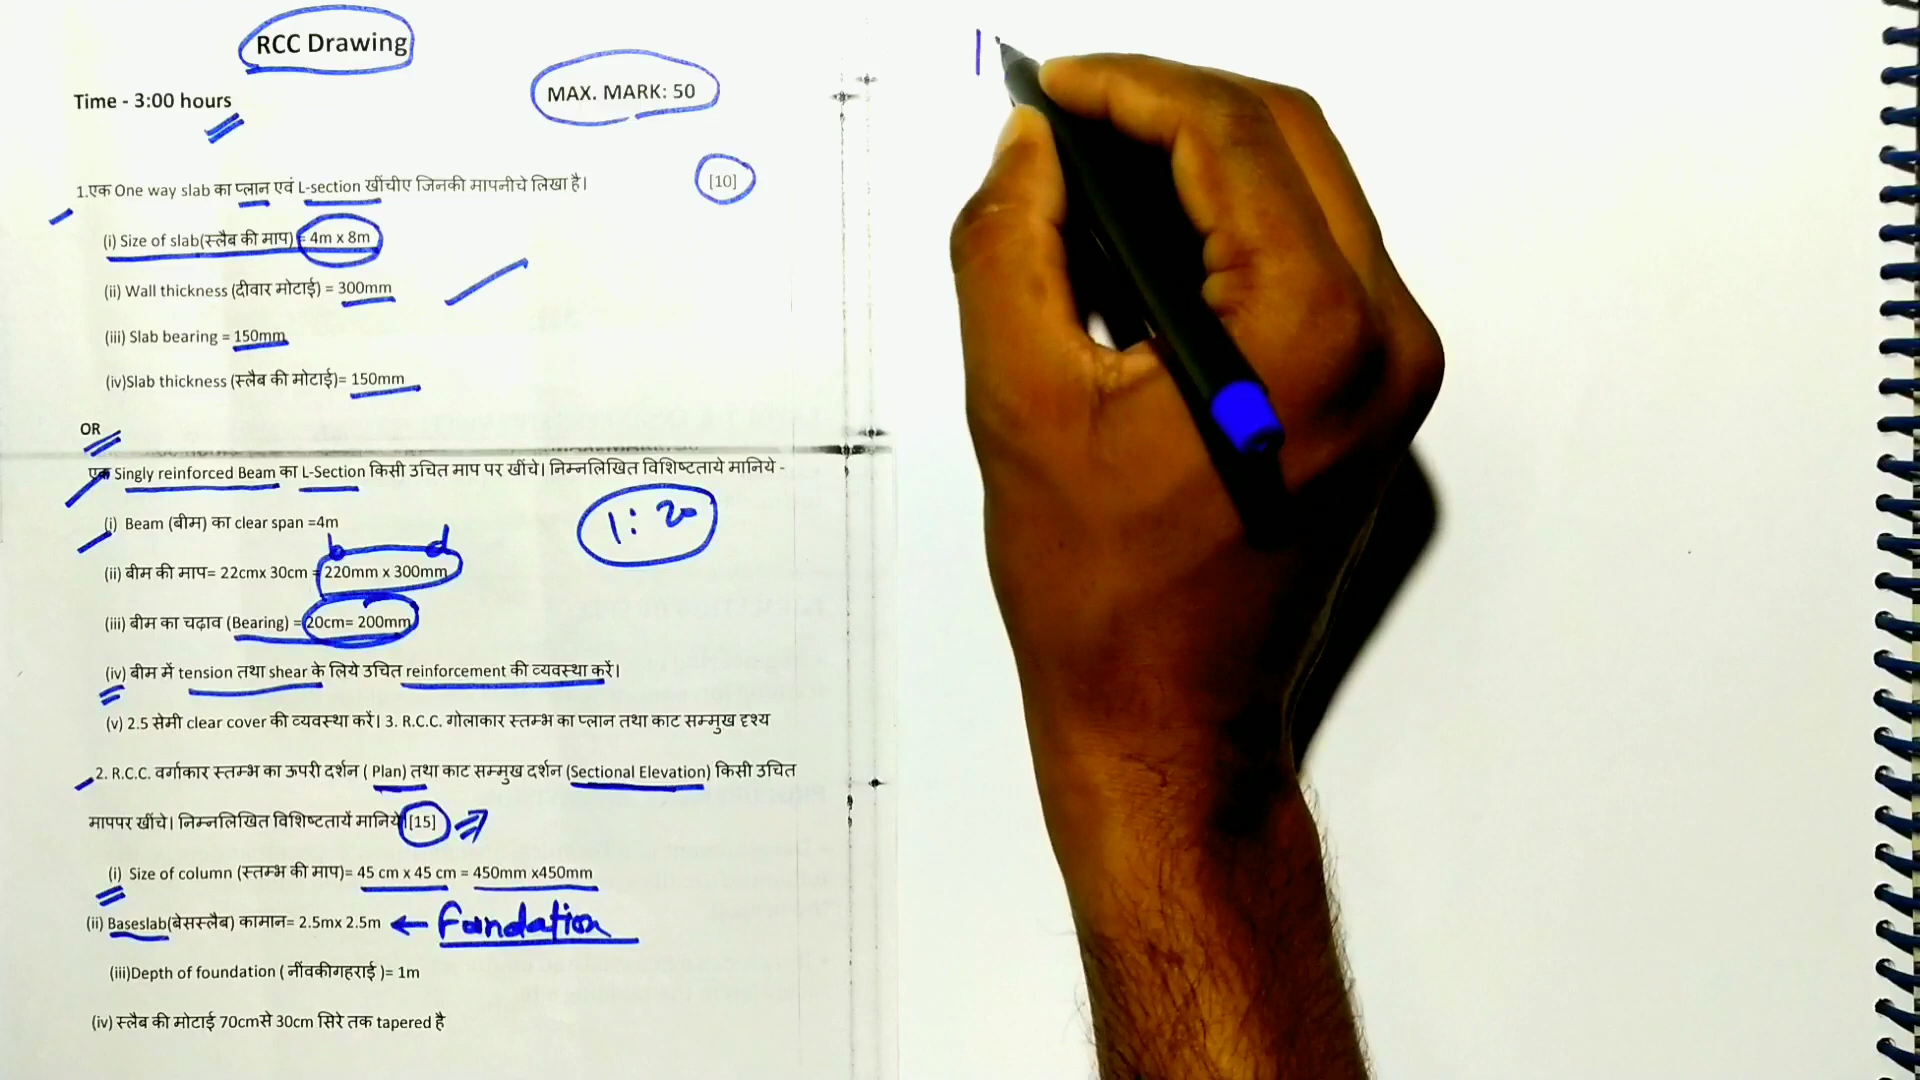 RCC Drawing
Time - 3:00 hours
MAX. MARK: 50
1.एक One way slab का प्लान एवं L-section खींचीए जिनकी मापनीचे लिखा है। [10]
(i) Size of slab(स्लैब की माप) = 4m x 8m
(ii) Wall thickness (दीवार मोटाई) = 300mm
(iii) Slab bearing = 150mm
(iv)Slab thickness (स्लैब की मोटाई)= 150mm
OR
एक Singly reinforced Beam का L-Section किसी उचित माप पर खींचे। निम्नलिखित विशिष्टताये मानिये -
1: 20
(i) Beam (बीम) का clear span =4m
b d
(ii) बीम की माप= 22cmx 30cm = 220mm x 300mm
(iii) बीम का चढ़ाव (Bearing) = 20cm= 200mm
(iv) बीम में tension तथा shear के लिये उचित reinforcement की व्यवस्था करें।
(v) 2.5 सेमी clear cover की व्यवस्था करें। 3. R.C.C. गोलाकार स्तम्भ का प्लान तथा काट सम्मुख दृश्य
2. R.C.C. वर्गाकार स्तम्भ का ऊपरी दर्शन ( Plan) तथा काट सम्मुख दर्शन (Sectional Elevation) किसी उचित
मापपर खींचे। निम्नलिखित विशिष्टतायें मानिये।[15]
(i) Size of column (स्तम्भ की माप)= 45 cm x 45 cm = 450mm x450mm
(ii) Baseslab(बेसस्लैब) कामान= 2.5mx 2.5m ← Foundation
(iii)Depth of foundation ( नींवकीगहराई )= 1m
(iv) स्लैब की मोटाई 70cmसे 30cm सिरे तक tapered है